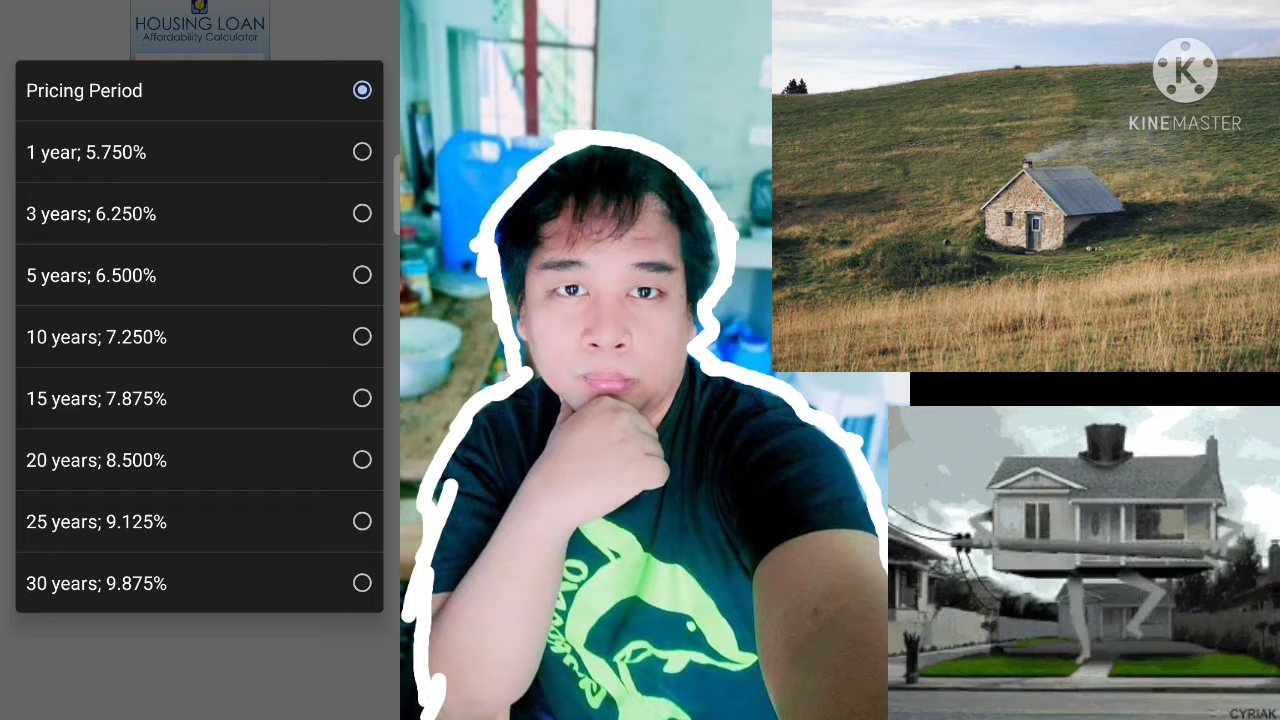 HOUSING LOAN
Affordability Calculator
Pricing Period
1 year; 5.750%
3 years; 6.250%
5 years; 6.500%
10 years; 7.250%
15 years; 7.875%
20 years; 8.500%
25 years; 9.125%
30 years; 9.875%
K
KINEMASTER
CYRIAK